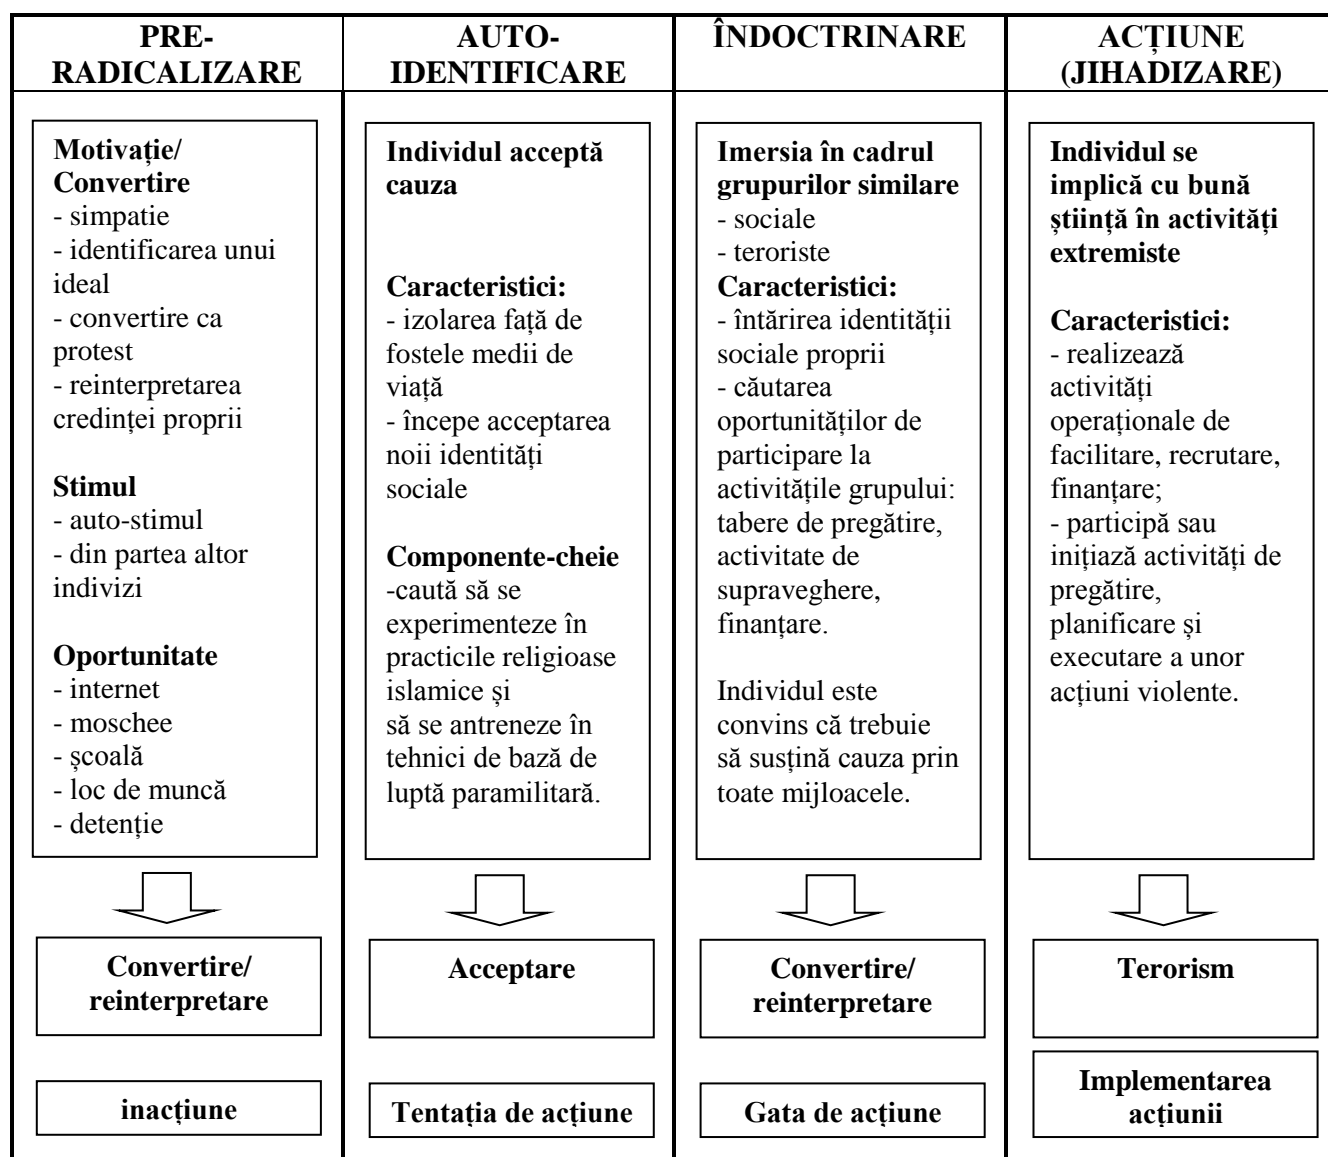 PRE-
RADICALIZARE
Motivație/
Convertire
- simpatie
- identificarea unui
ideal
- convertire ca
protest
- reinterpretarea
credinței proprii
Stimul
- auto-stimul
- din partea altor
indivizi
Oportunitate
- internet
- moschee
- școală
- loc de muncă
- detenție
Convertire/
reinterpretare
inacțiune
AUTO-
IDENTIFICARE
Individul acceptă
cauza
Caracteristici:
- izolarea față de
fostele medii de
viață
- începe acceptarea
noii identități
sociale
Componente-cheie
-caută să se
experimenteze în
practicile religioase
islamice și
să se antreneze în
tehnici de bază de
luptă paramilitară.
Acceptare
Tentația de acțiune
ÎNDOCTRINARE
Imersia în cadrul
grupurilor similare
- sociale
- teroriste
Caracteristici:
- întărirea identității
sociale proprii
- căutarea
oportunităților de
participare la
activitățile grupului:
tabere de pregătire,
activitate de
supraveghere,
finanțare.
Individul este
convins că trebuie
să susțină cauza prin
toate mijloacele.
Convertire/
reinterpretare
Gata de acțiune
ACȚIUNE
(JIHADIZARE)
Individul se
implică cu bună
știință în activități
extremiste
Caracteristici:
- realizează
activități
operaționale de
facilitare, recrutare,
finanțare;
- participă sau
inițiază activități de
pregătire,
planificare și
executare a unor
acțiuni violente.
Terorism
Implementarea
acțiunii